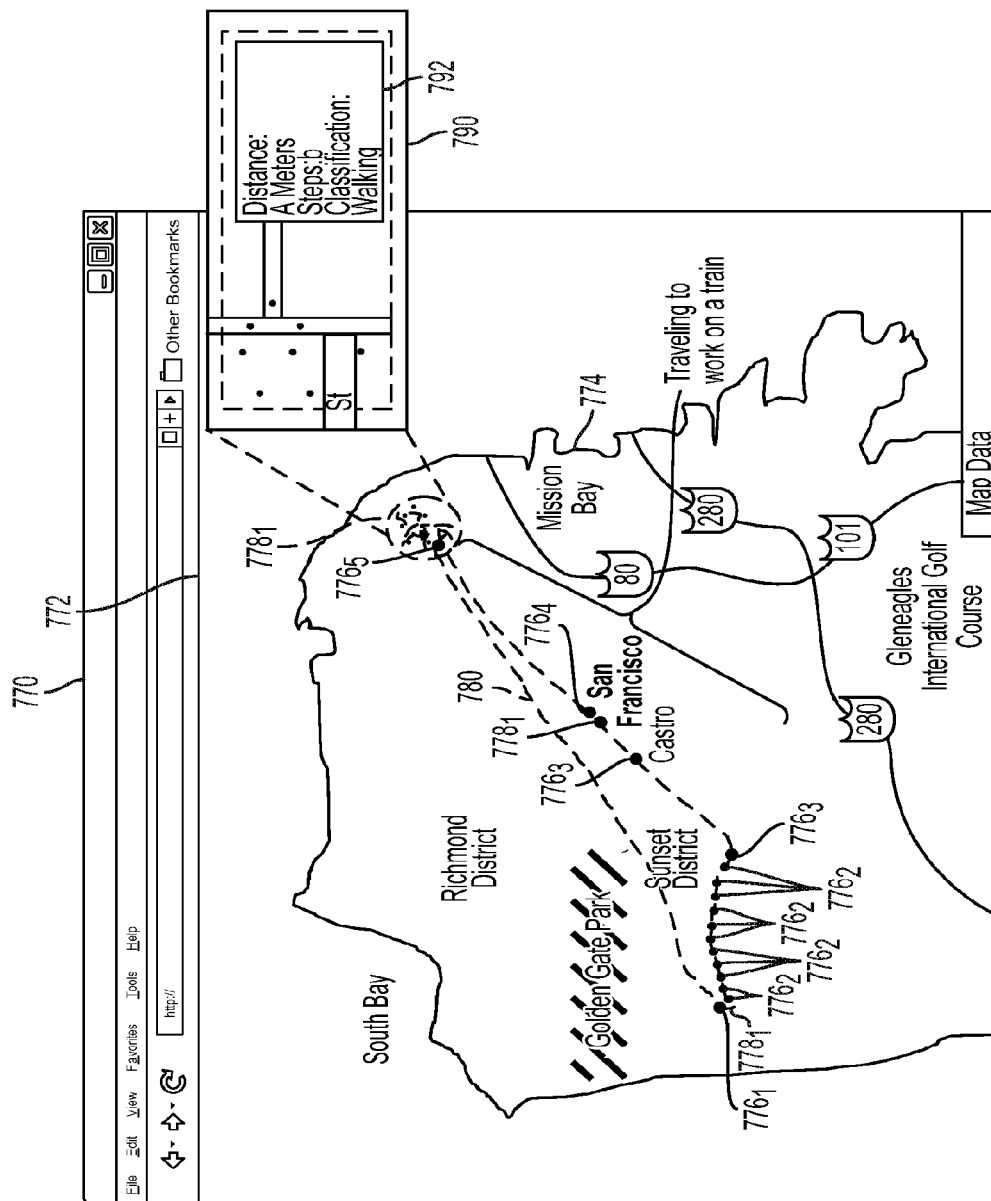 770
772
File Edit View Favorites Tools Help
http://
Other Bookmarks
South Bay
Richmond
District
Golden Gate Park
Sunset
District
San
Francisco
Castro
Mission
Bay
774
80
280
101
280
Gleneagles
International Golf
Course
Map Data
Traveling to
work on a train
St
Distance:
A Meters
Steps:b
Classification:
Walking
792
790
7781
7765
780
7764
7781
7763
7763
7762
7762
7762
7762
7781
7761